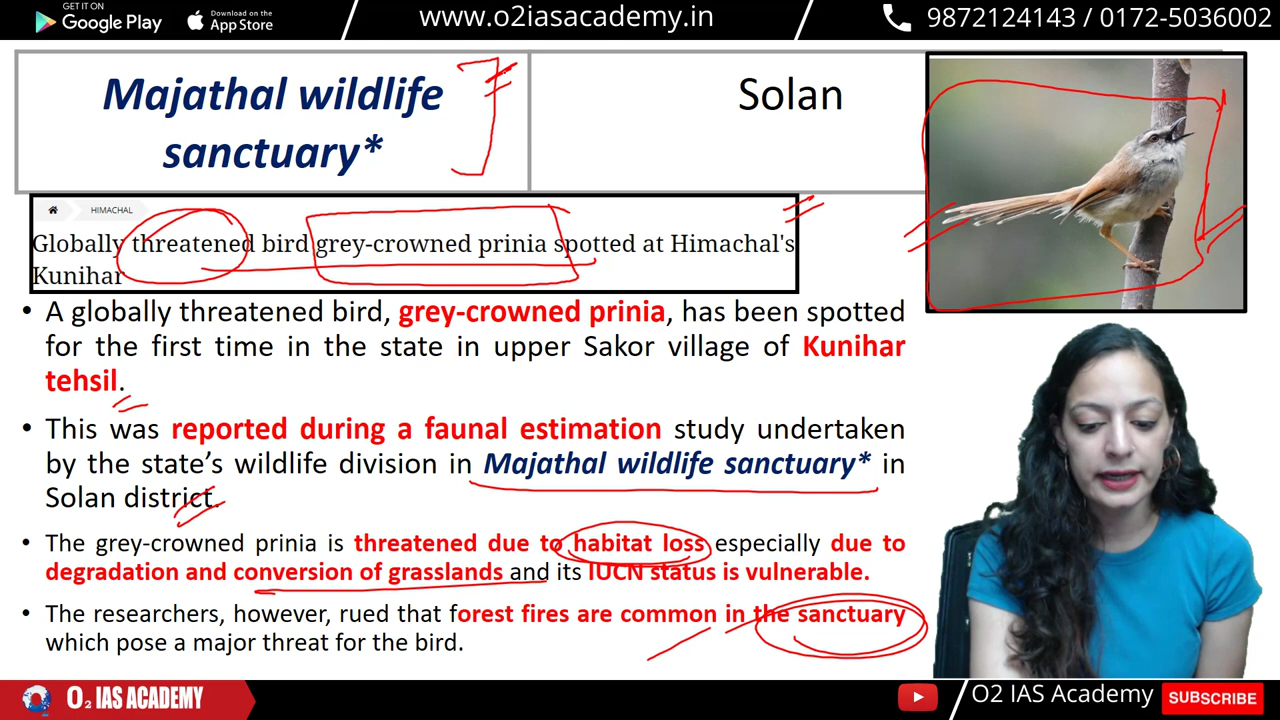 GET IT ON
Google Play
Download on the
App Store
www.o2iasacademy.in
9872124143 / 0172-5036002
Majathal wildlife
sanctuary*
Solan
HIMACHAL
Globally threatened bird grey-crowned prinia spotted at Himachal's
Kunihar
• A globally threatened bird, grey-crowned prinia, has been spotted
for the first time in the state in upper Sakor village of Kunihar
tehsil.
• This was reported during a faunal estimation study undertaken
by the state’s wildlife division in Majathal wildlife sanctuary* in
Solan district.
• The grey-crowned prinia is threatened due to habitat loss especially due to
degradation and conversion of grasslands and its IUCN status is vulnerable.
• The researchers, however, rued that forest fires are common in the sanctuary
which pose a major threat for the bird.
O₂ IAS ACADEMY
O2 IAS Academy
SUBSCRIBE